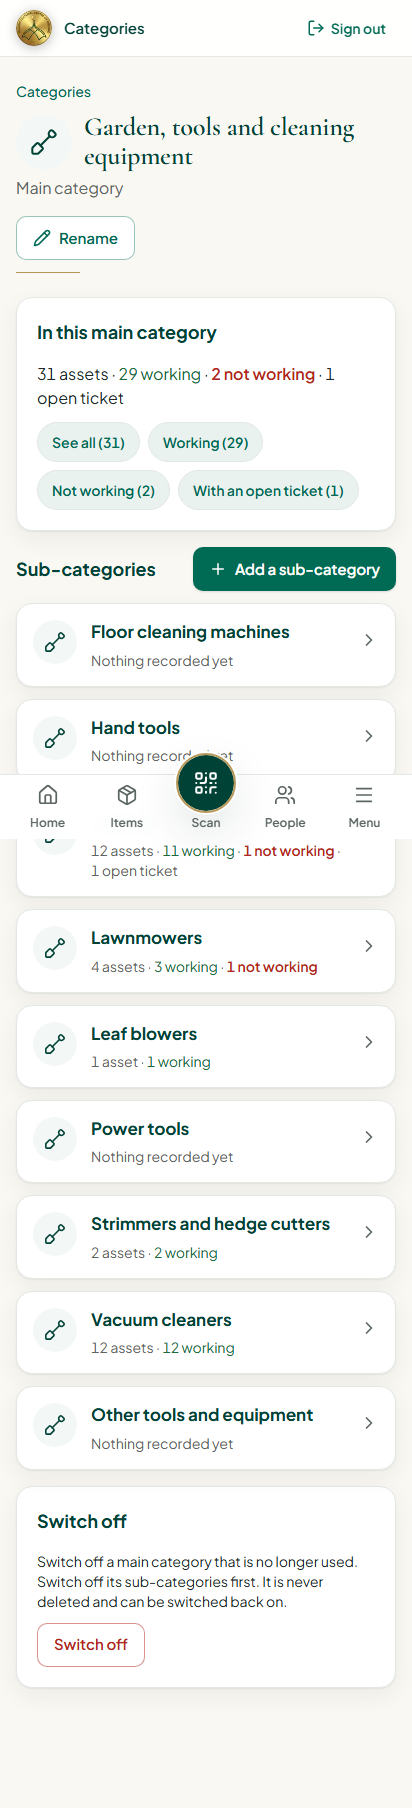 Categories
Sign out
Categories
Garden, tools and cleaning
equipment
Main category
Rename
In this main category
31 assets · 29 working · 2 not working · 1
open ticket
See all (31)
Working (29)
Not working (2)
With an open ticket (1)
Sub-categories
+ Add a sub-category
Floor cleaning machines
Nothing recorded yet
Hand tools
Nothing recorded yet
Home
Items
Scan
People
Menu
12 assets · 11 working · 1 not working ·
1 open ticket
Lawnmowers
4 assets · 3 working · 1 not working
Leaf blowers
1 asset · 1 working
Power tools
Nothing recorded yet
Strimmers and hedge cutters
2 assets · 2 working
Vacuum cleaners
12 assets · 12 working
Other tools and equipment
Nothing recorded yet
Switch off
Switch off a main category that is no longer used.
Switch off its sub-categories first. It is never
deleted and can be switched back on.
Switch off